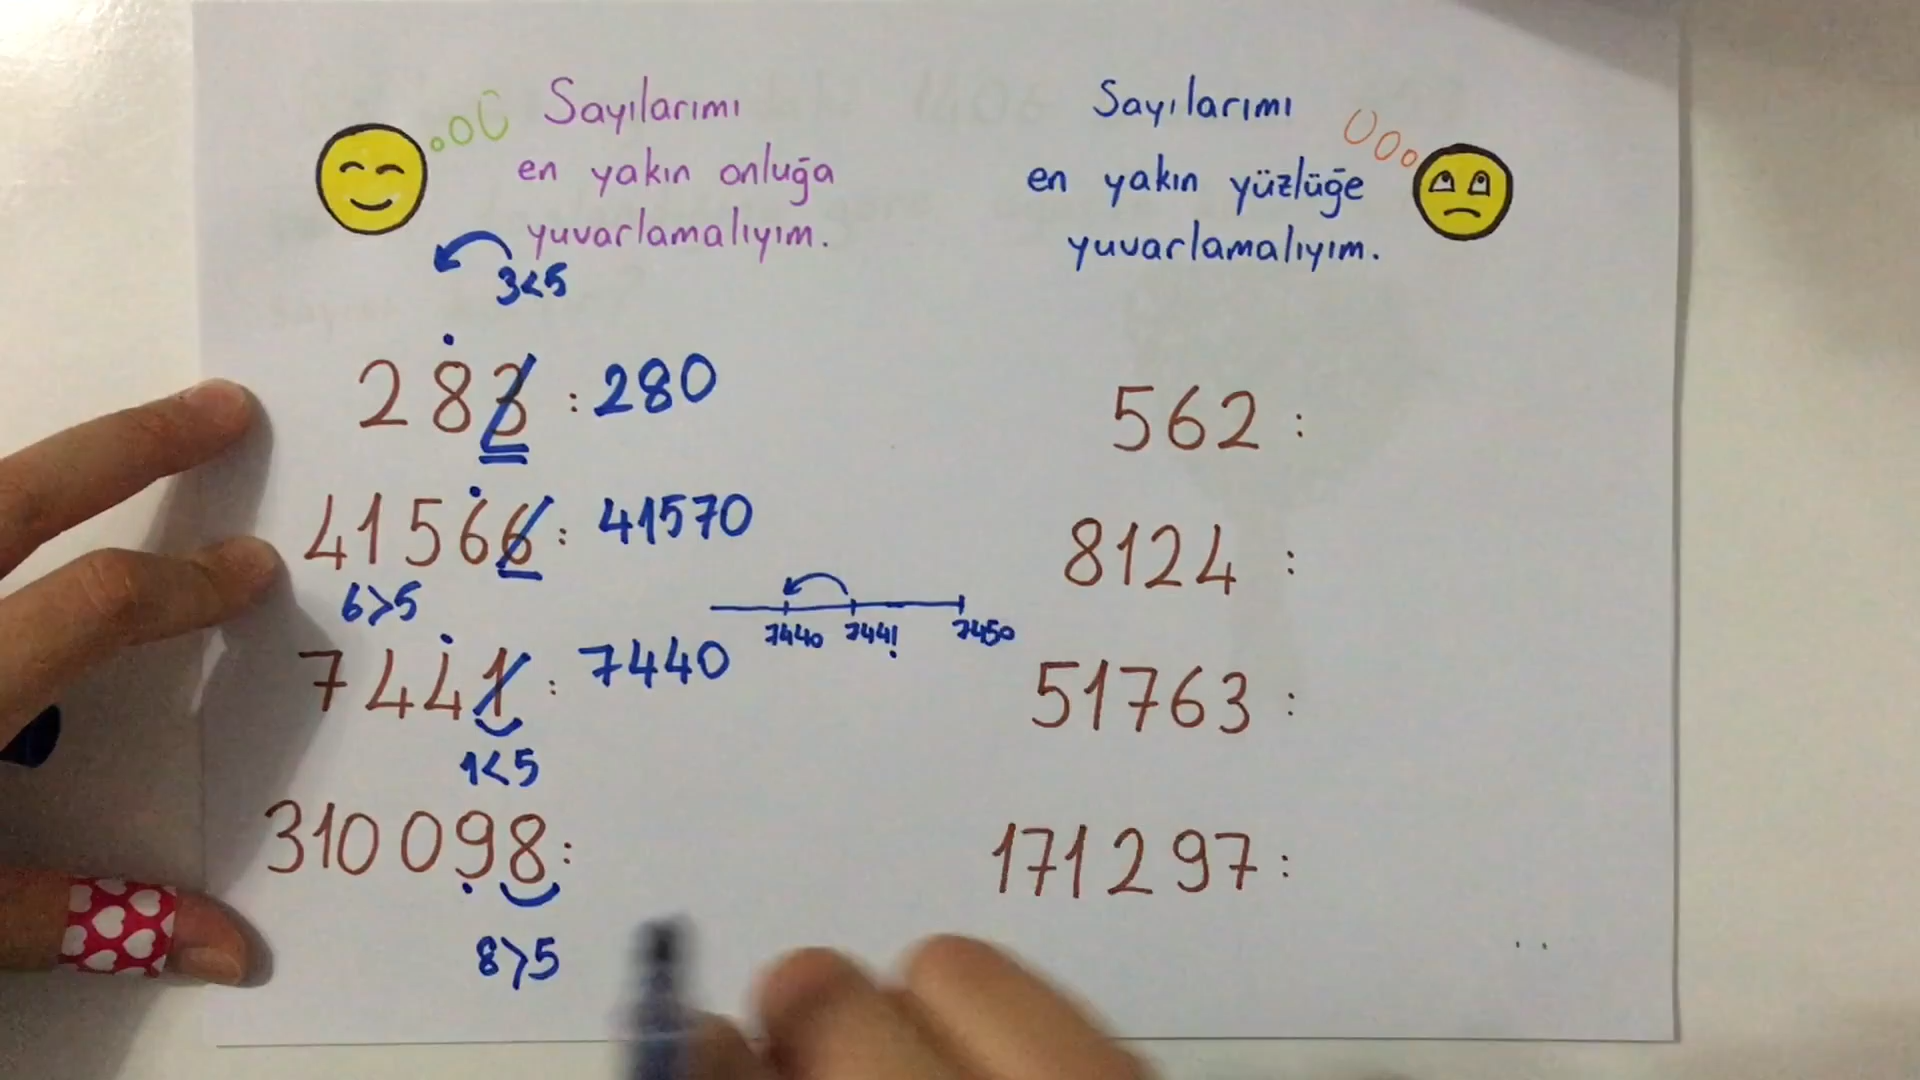 Sayılarımı
en yakın onluğa
yuvarlamalıyım.
3<5
283 : 280
41566 : 41570
6>5
7440 7441 7450
7441 : 7440
1<5
310098:
8>5
Sayılarımı
en yakın yüzlüğe
yuvarlamalıyım.
562 :
8124 :
51763 :
171297 :